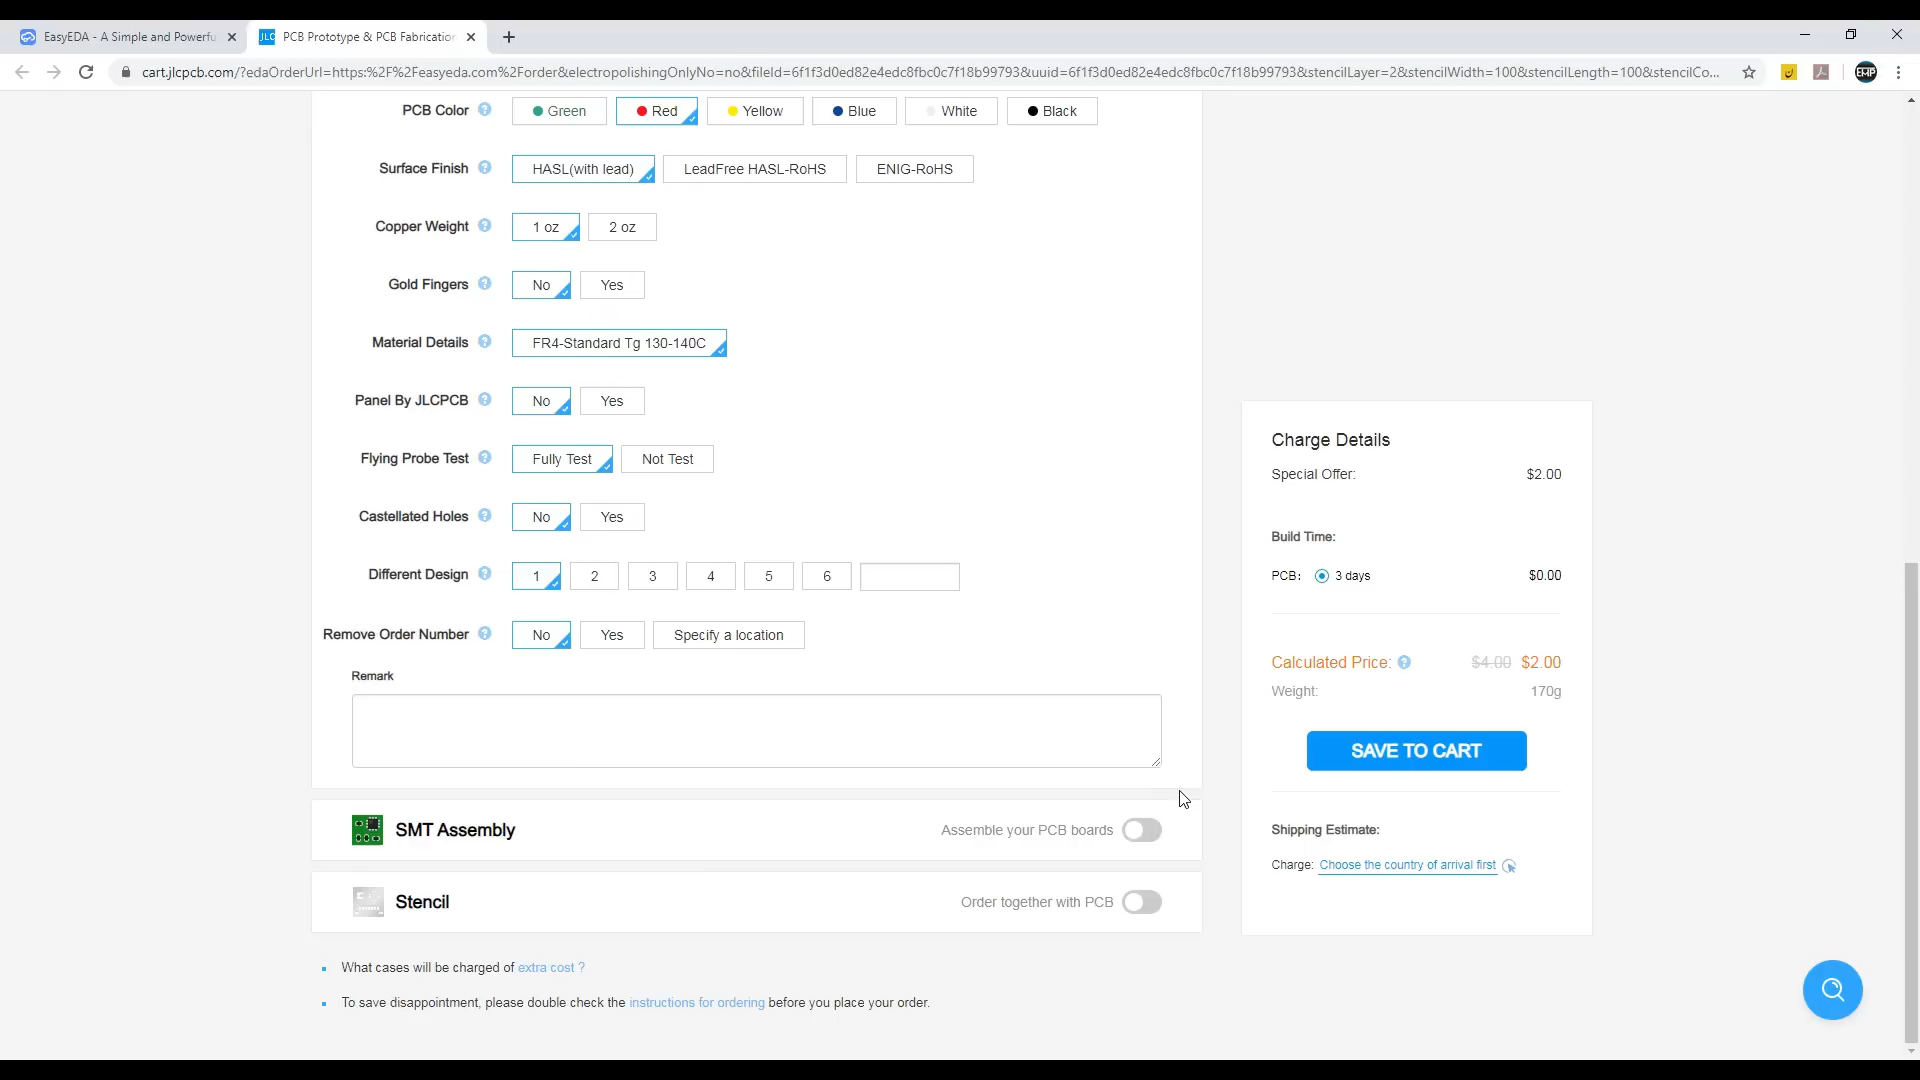 EasyEDA - A Simple and Powerfu
JLC PCB Prototype & PCB Fabrication
cart.jlcpcb.com/?edaOrderUrl=https:%2F%2Feasyeda.com%2Forder&electropolishingOnlyNo=no&fileId=6f1f3d0ed82e4edc8fbc0c7f18b99793&uuid=6f1f3d0ed82e4edc8fbc0c7f18b99793&stencilLayer=2&stencilWidth=100&stencilLength=100&stencilCo...
EMP
PCB Color ? Green Red Yellow Blue White Black
Surface Finish ? HASL(with lead) LeadFree HASL-RoHS ENIG-RoHS
Copper Weight ? 1 oz 2 oz
Gold Fingers ? No Yes
Material Details ? FR4-Standard Tg 130-140C
Panel By JLCPCB ? No Yes
Flying Probe Test ? Fully Test Not Test
Castellated Holes ? No Yes
Different Design ? 1 2 3 4 5 6
Remove Order Number ? No Yes Specify a location
Remark
SMT Assembly Assemble your PCB boards
Stencil Order together with PCB
What cases will be charged of extra cost ?
To save disappointment, please double check the instructions for ordering before you place your order.
Charge Details
Special Offer: $2.00
Build Time:
PCB: 3 days $0.00
Calculated Price: ? $4.00 $2.00
Weight: 170g
SAVE TO CART
Shipping Estimate:
Charge: Choose the country of arrival first